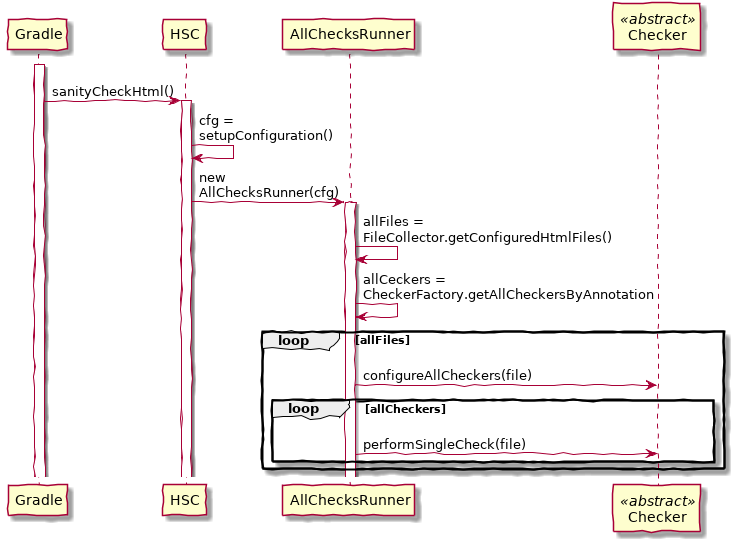 Gradle
HSC
AllChecksRunner
«abstract»
Checker
sanityCheckHtml()
cfg =
setupConfiguration()
new
AllChecksRunner(cfg)
allFiles =
FileCollector.getConfiguredHtmlFiles()
allCeckers =
CheckerFactory.getAllCheckersByAnnotation
loop [allFiles]
configureAllCheckers(file)
loop [allCheckers]
performSingleCheck(file)
Gradle
HSC
AllChecksRunner
«abstract»
Checker